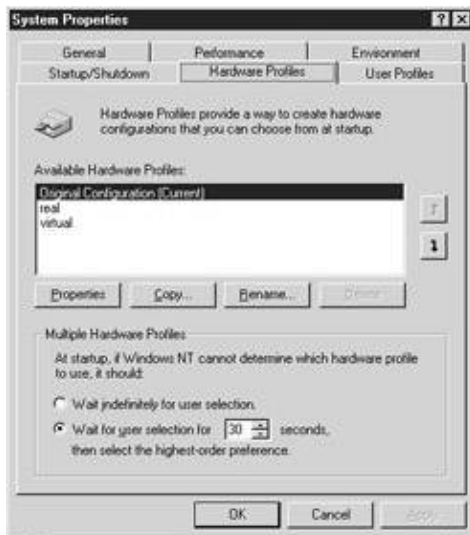 System Properties
General Performance Environment
Startup/Shutdown Hardware Profiles User Profiles
Hardware Profiles provide a way to create hardware
configurations that you can choose from at startup.
Available Hardware Profiles:
Original Configuration (Current)
real
virtual
Properties Copy... Rename... Delete
Multiple Hardware Profiles
At startup, if Windows NT cannot determine which hardware profile
to use, it should:
Wait indefinitely for user selection.
Wait for user selection for 30 seconds,
then select the highest-order preference.
OK Cancel Apply